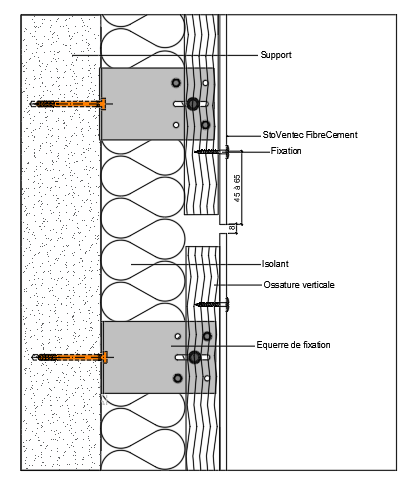 Support
StoVentec FibreCement
Fixation
45 à 65
8
Isolant
Ossature verticale
Equerre de fixation